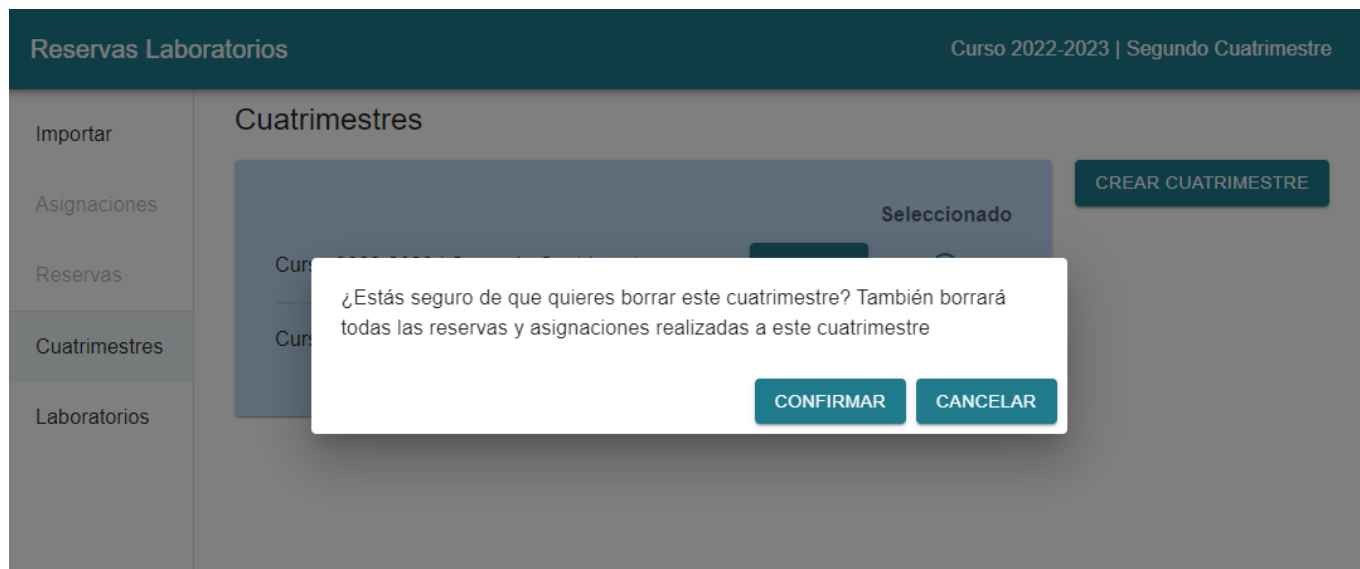 Reservas Laboratorios
Curso 2022-2023 | Segundo Cuatrimestre
Importar
Asignaciones
Reservas
Cuatrimestres
Laboratorios
Cuatrimestres
CREAR CUATRIMESTRE
Seleccionado
¿Estás seguro de que quieres borrar este cuatrimestre? También borrará
todas las reservas y asignaciones realizadas a este cuatrimestre
CONFIRMAR
CANCELAR